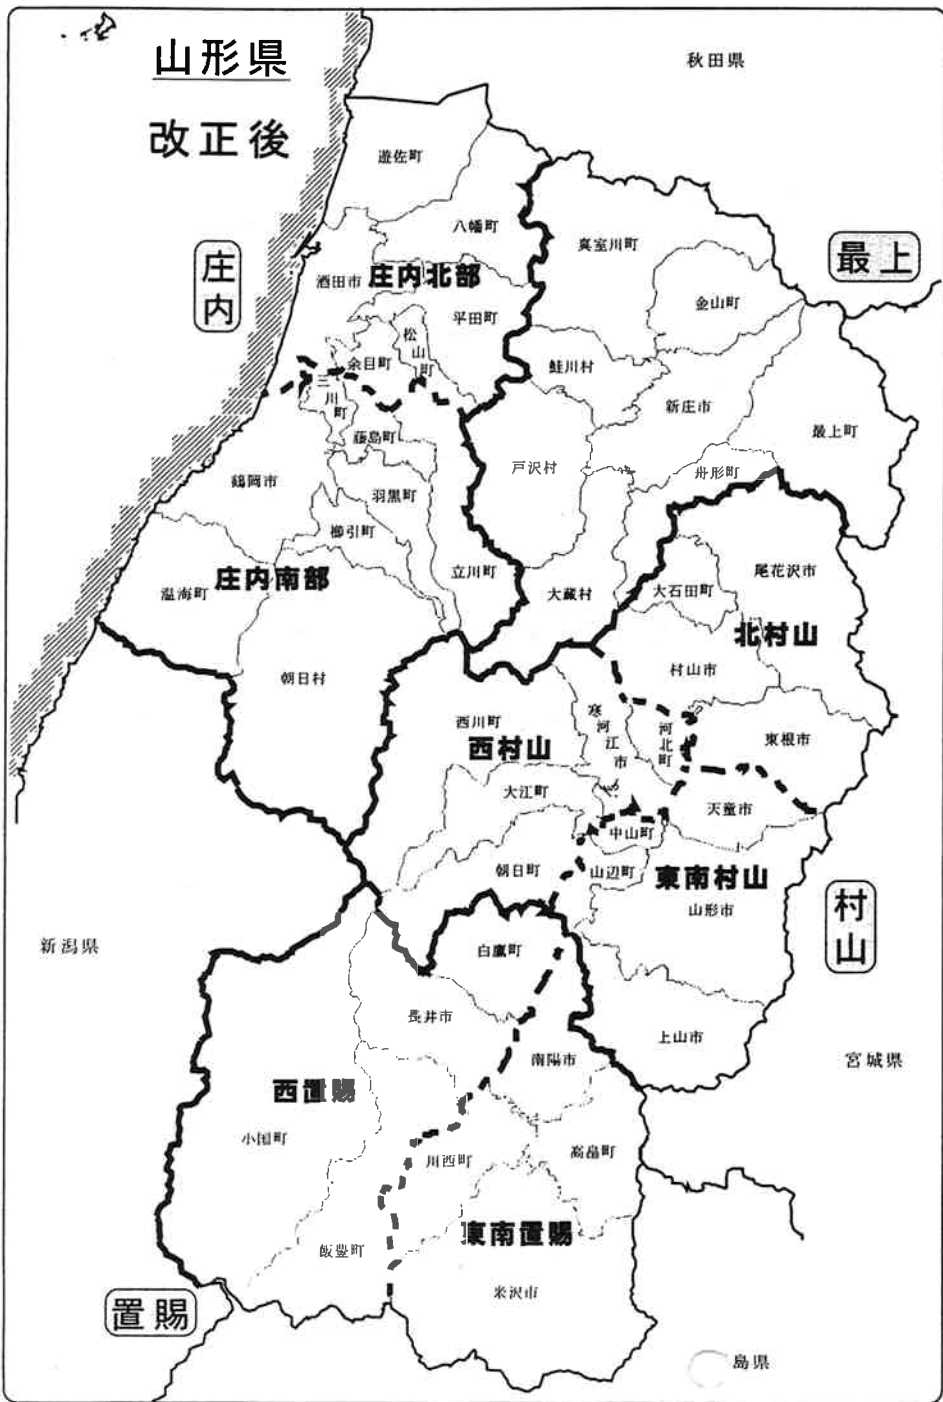 山形県
改正後
秋田県
遊佐町
八幡町
庄内
酒田市
庄内北部
平田町
松山町
余目町
三川町
藤島町
鶴岡市
羽黒町
櫛引町
立川町
温海町
庄内南部
朝日村
最上
真室川町
金山町
鮭川村
新庄市
最上町
戸沢村
舟形町
大蔵村
尾花沢市
大石田町
北村山
村山市
西川町
西村山
寒河江市
河北町
東根市
大江町
天童市
中山町
朝日町
山辺町
東南村山
山形市
村山
上山市
宮城県
新潟県
白鷹町
長井市
南陽市
西置賜
小国町
川西町
高畠町
飯豊町
東南置賜
米沢市
置賜
島県